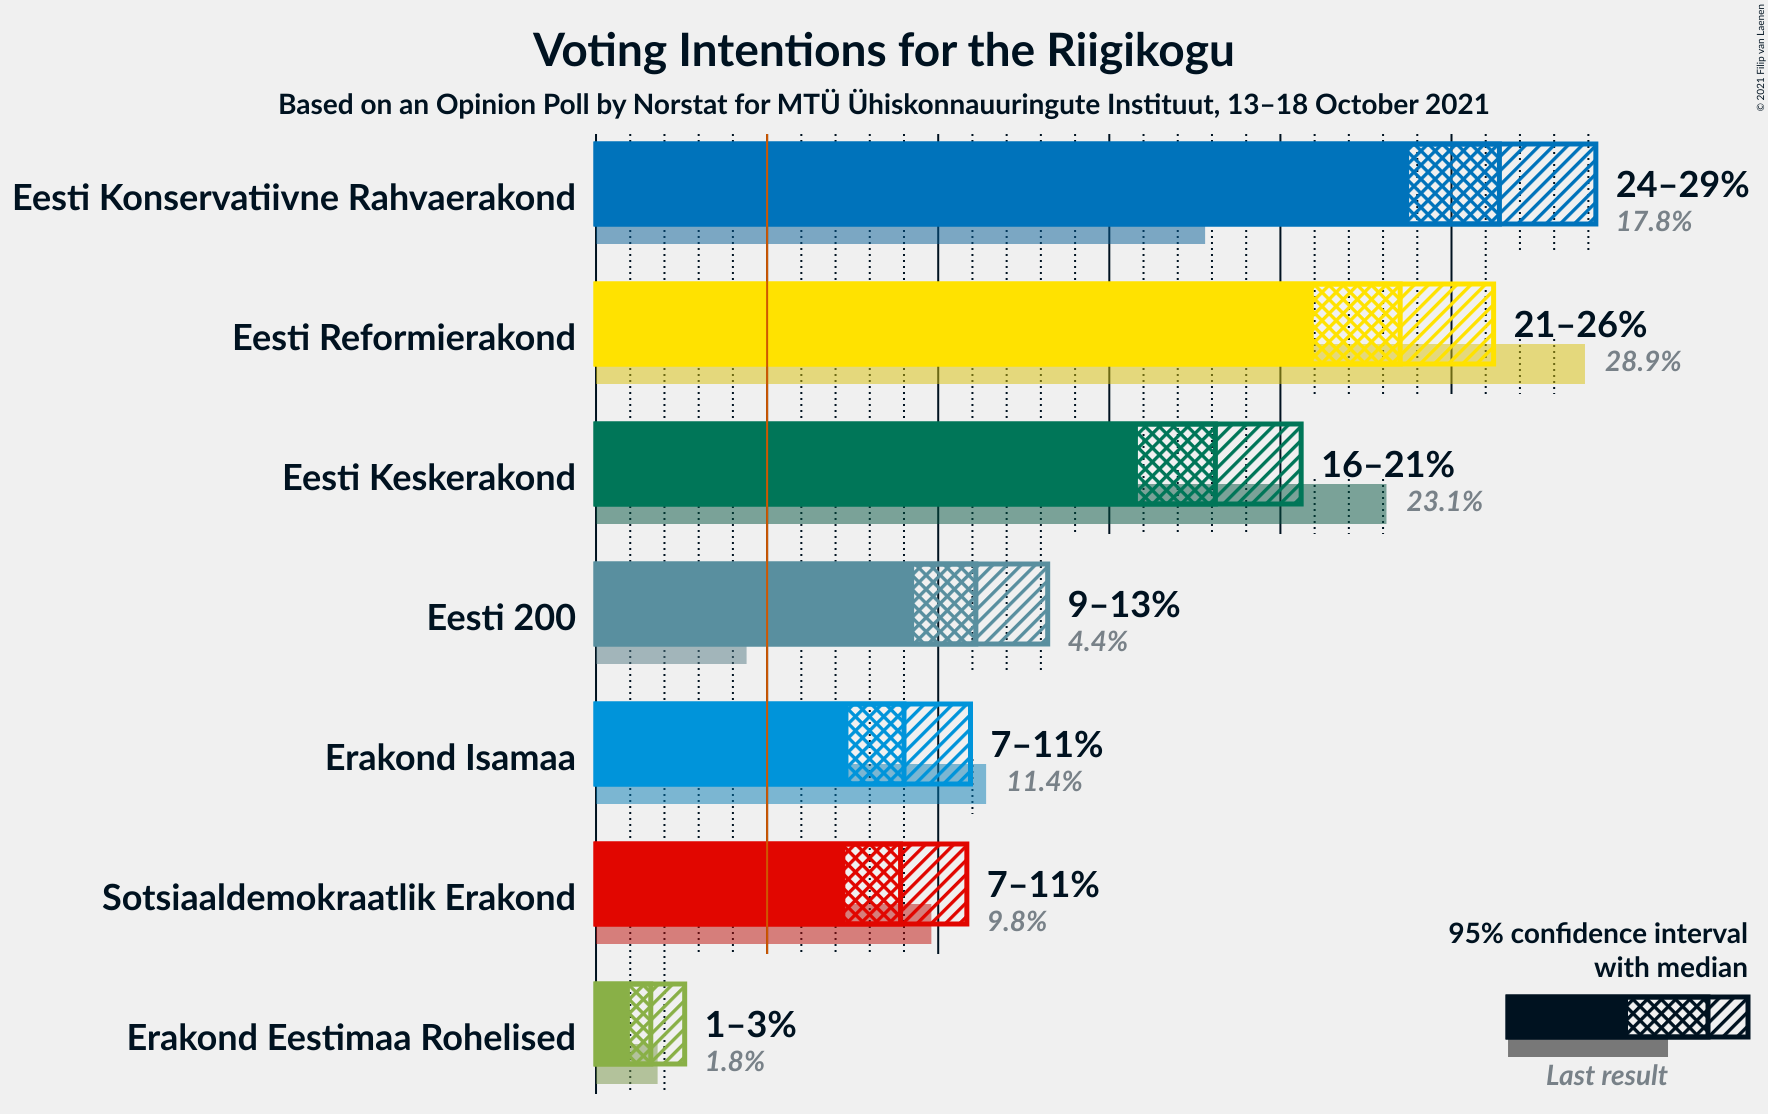 © 2021 Filip van Laenen
Voting Intentions for the Riigikogu
Based on an Opinion Poll by Norstat for MTÜ Ühiskonnauuringute Instituut, 13–18 October 2021
Eesti Konservatiivne Rahvaerakond
24–29%
17.8%
Eesti Reformierakond
21–26%
28.9%
Eesti Keskerakond
16–21%
23.1%
Eesti 200
9–13%
4.4%
Erakond Isamaa
7–11%
11.4%
Sotsiaaldemokraatlik Erakond
7–11%
9.8%
Erakond Eestimaa Rohelised
1–3%
1.8%
95% confidence interval
with median
Last result